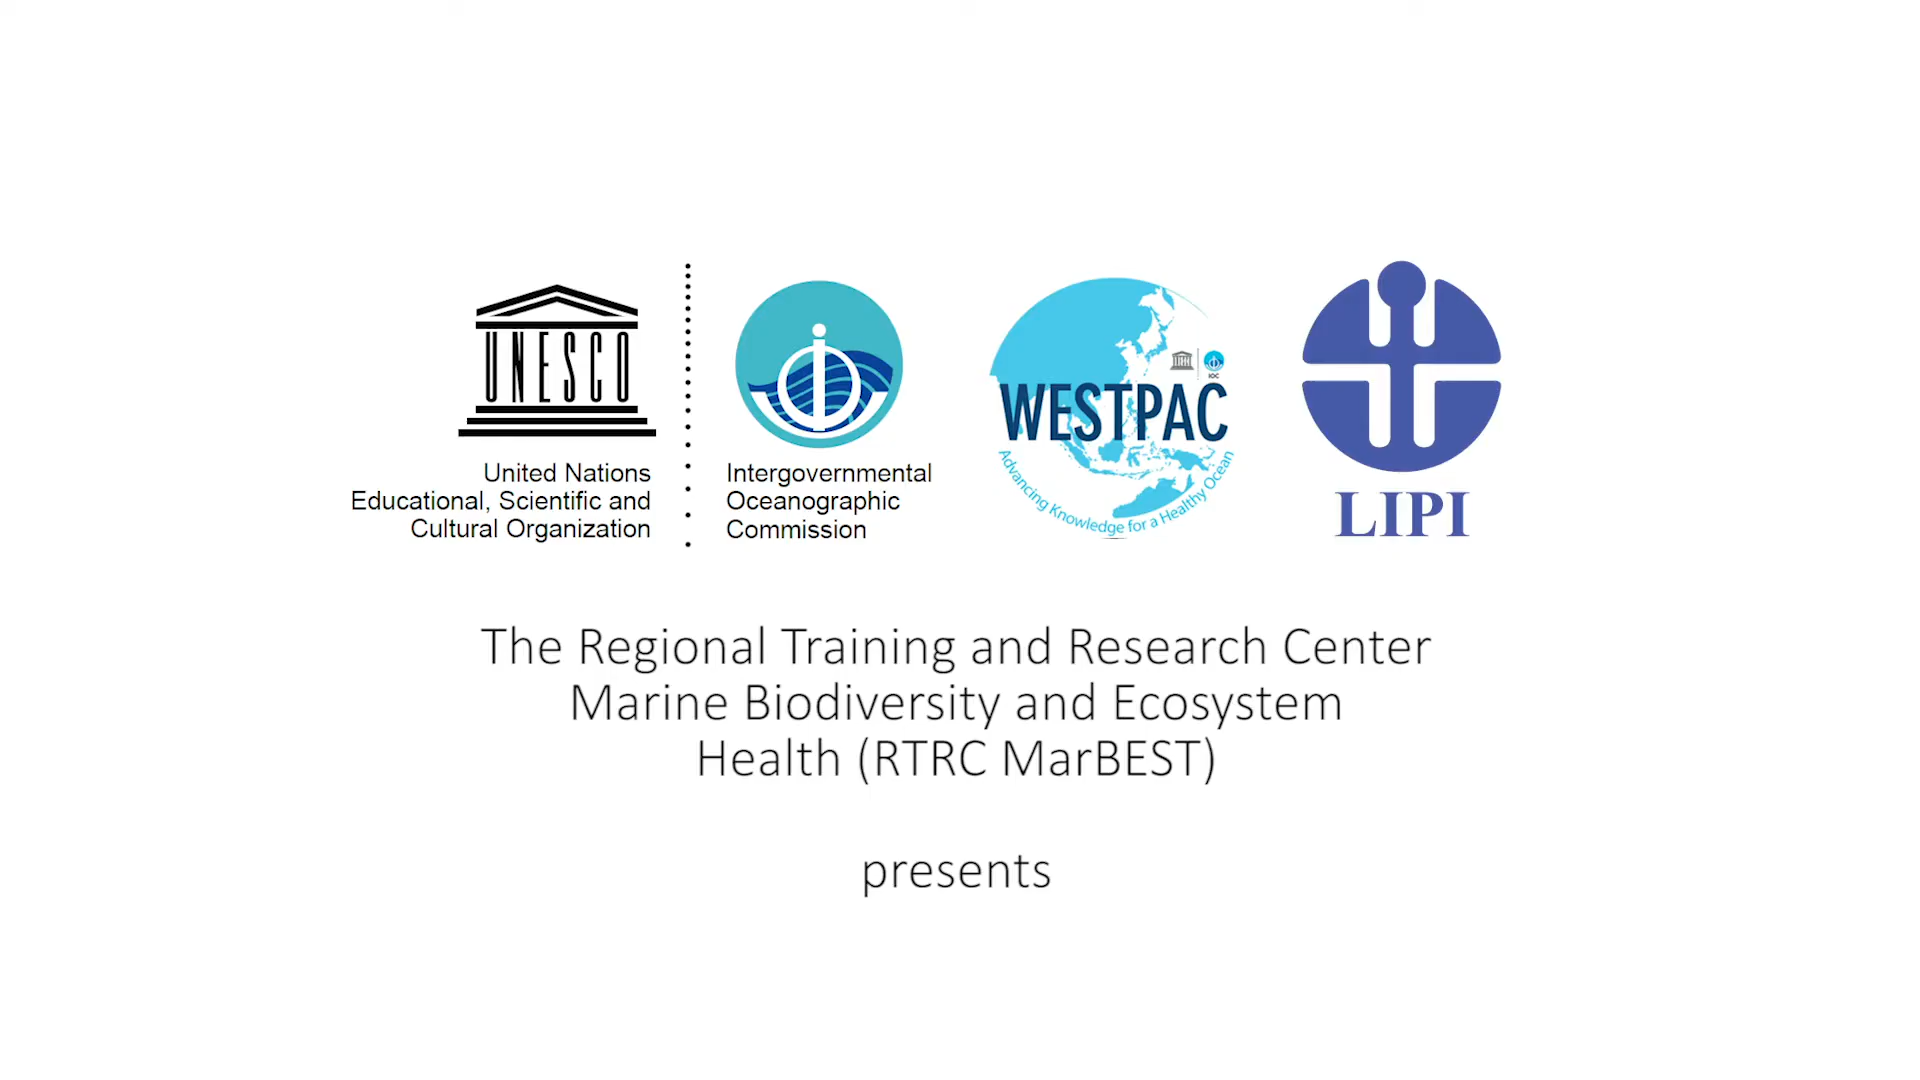 UNESCO
United Nations
Educational, Scientific and
Cultural Organization
Intergovernmental
Oceanographic
Commission
IOC
WESTPAC
Advancing Knowledge for a Healthy Ocean
LIPI
The Regional Training and Research Center
Marine Biodiversity and Ecosystem
Health (RTRC MarBEST)
presents